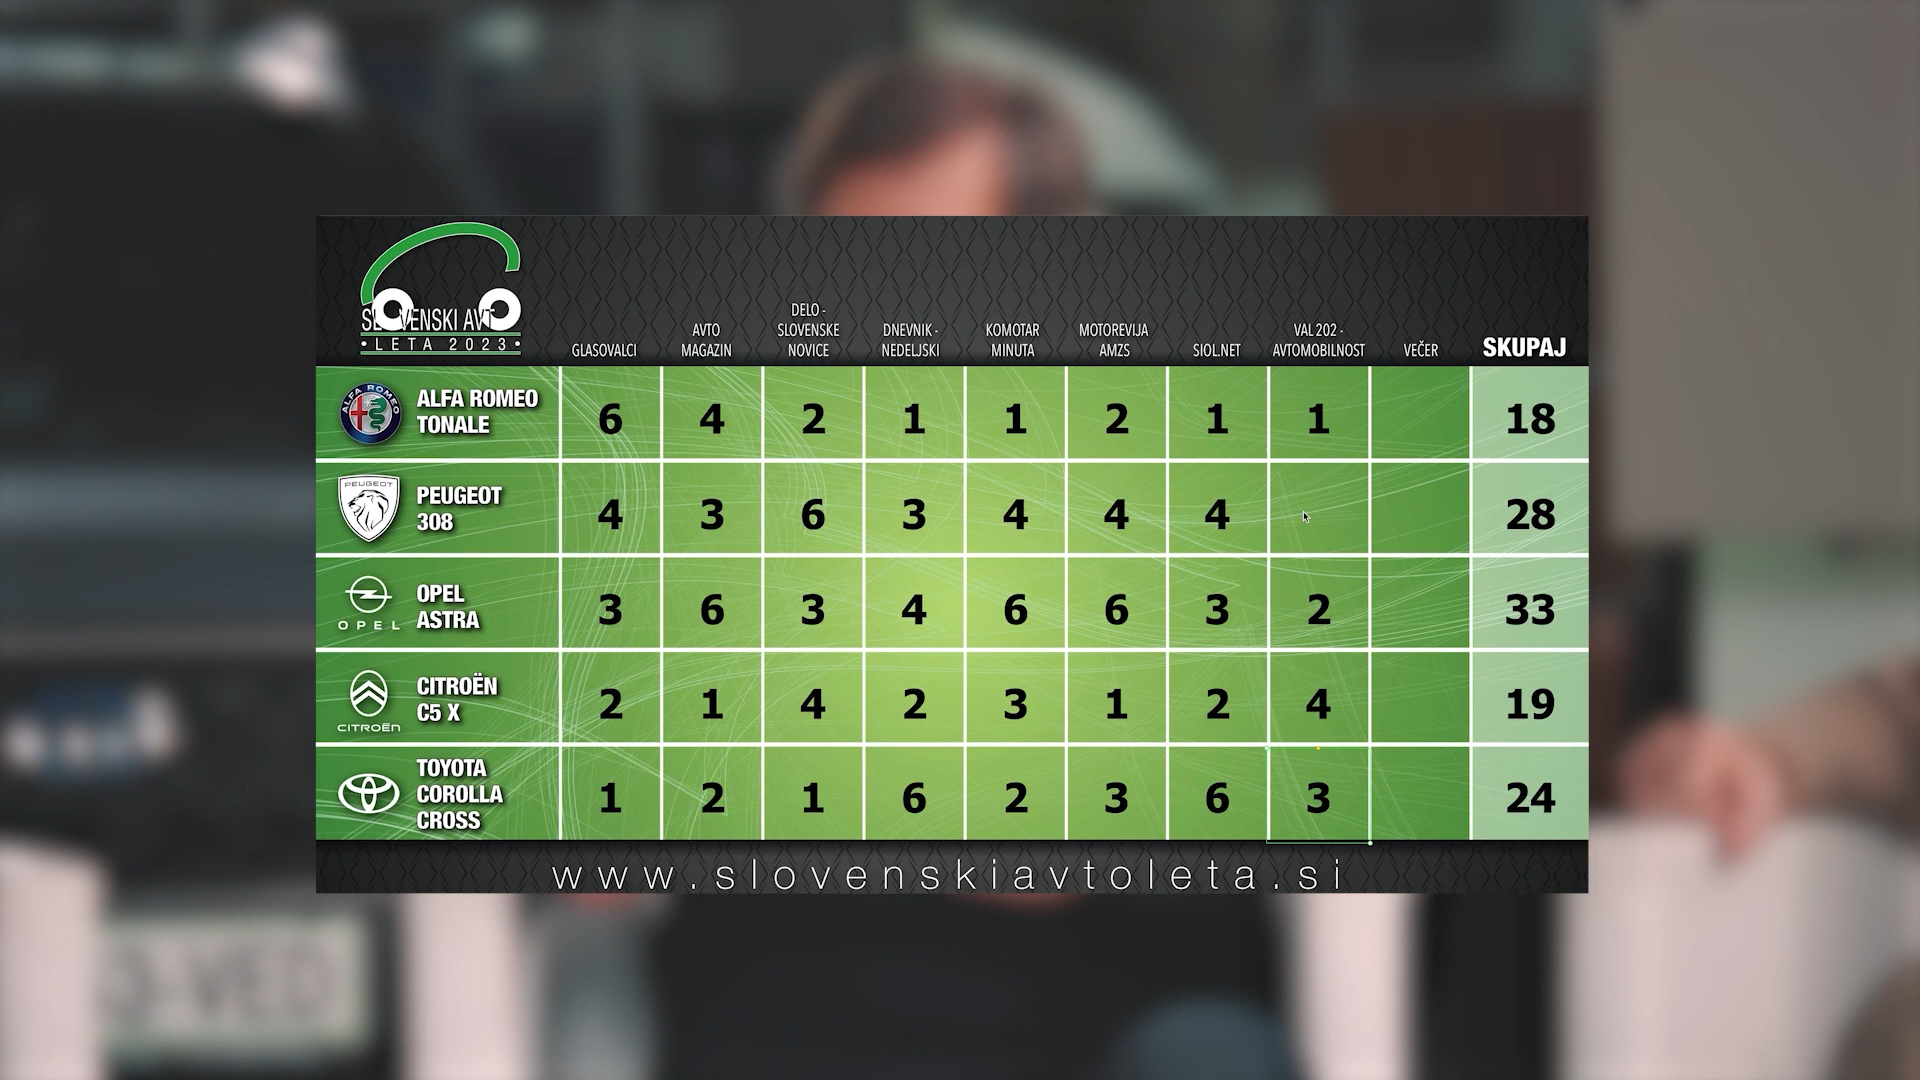 SLOVENSKI AVTO
• LETA 2023 •
GLASOVALCI
AVTO
MAGAZIN
DELO -
SLOVENSKE
NOVICE
DNEVNIK -
NEDELJSKI
KOMOTAR
MINUTA
MOTOREVIJA
AMZS
SIOL.NET
VAL 202 -
AVTOMOBILNOST
VEČER
SKUPAJ
ALFA ROMEO
ALFA ROMEO
TONALE
6 4 2 1 1 2 1 1 18
PEUGEOT
PEUGEOT
308
4 3 6 3 4 4 4 28
OPEL
OPEL
ASTRA
3 6 3 4 6 6 3 2 33
CITROËN
CITROËN
C5 X
2 1 4 2 3 1 2 4 19
TOYOTA
COROLLA
CROSS
1 2 1 6 2 3 6 3 24
www.slovenskiavtoleta.si